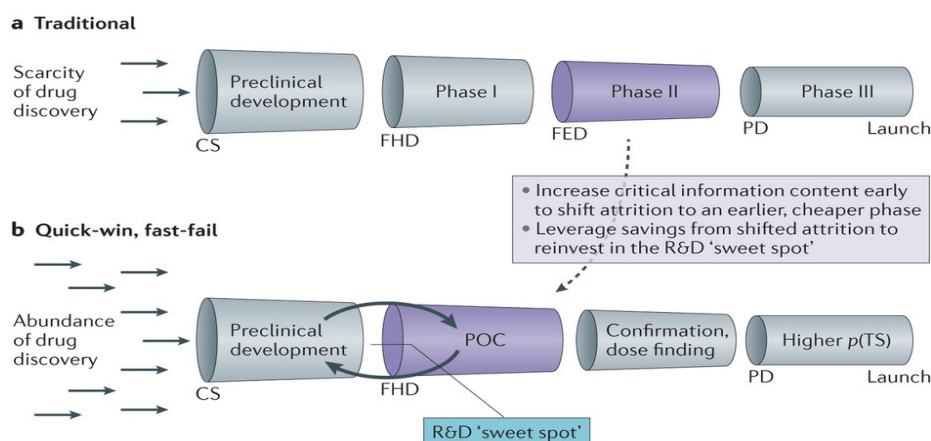 a Traditional
Scarcity
of drug
discovery
Preclinical
development
Phase I
Phase II
Phase III
CS
FHD
FED
PD
Launch
• Increase critical information content early
to shift attrition to an earlier, cheaper phase
• Leverage savings from shifted attrition to
reinvest in the R&D ‘sweet spot’
b Quick-win, fast-fail
Abundance
of drug
discovery
Preclinical
development
POC
Confirmation,
dose finding
Higher p(TS)
CS
FHD
PD
Launch
R&D ‘sweet spot’